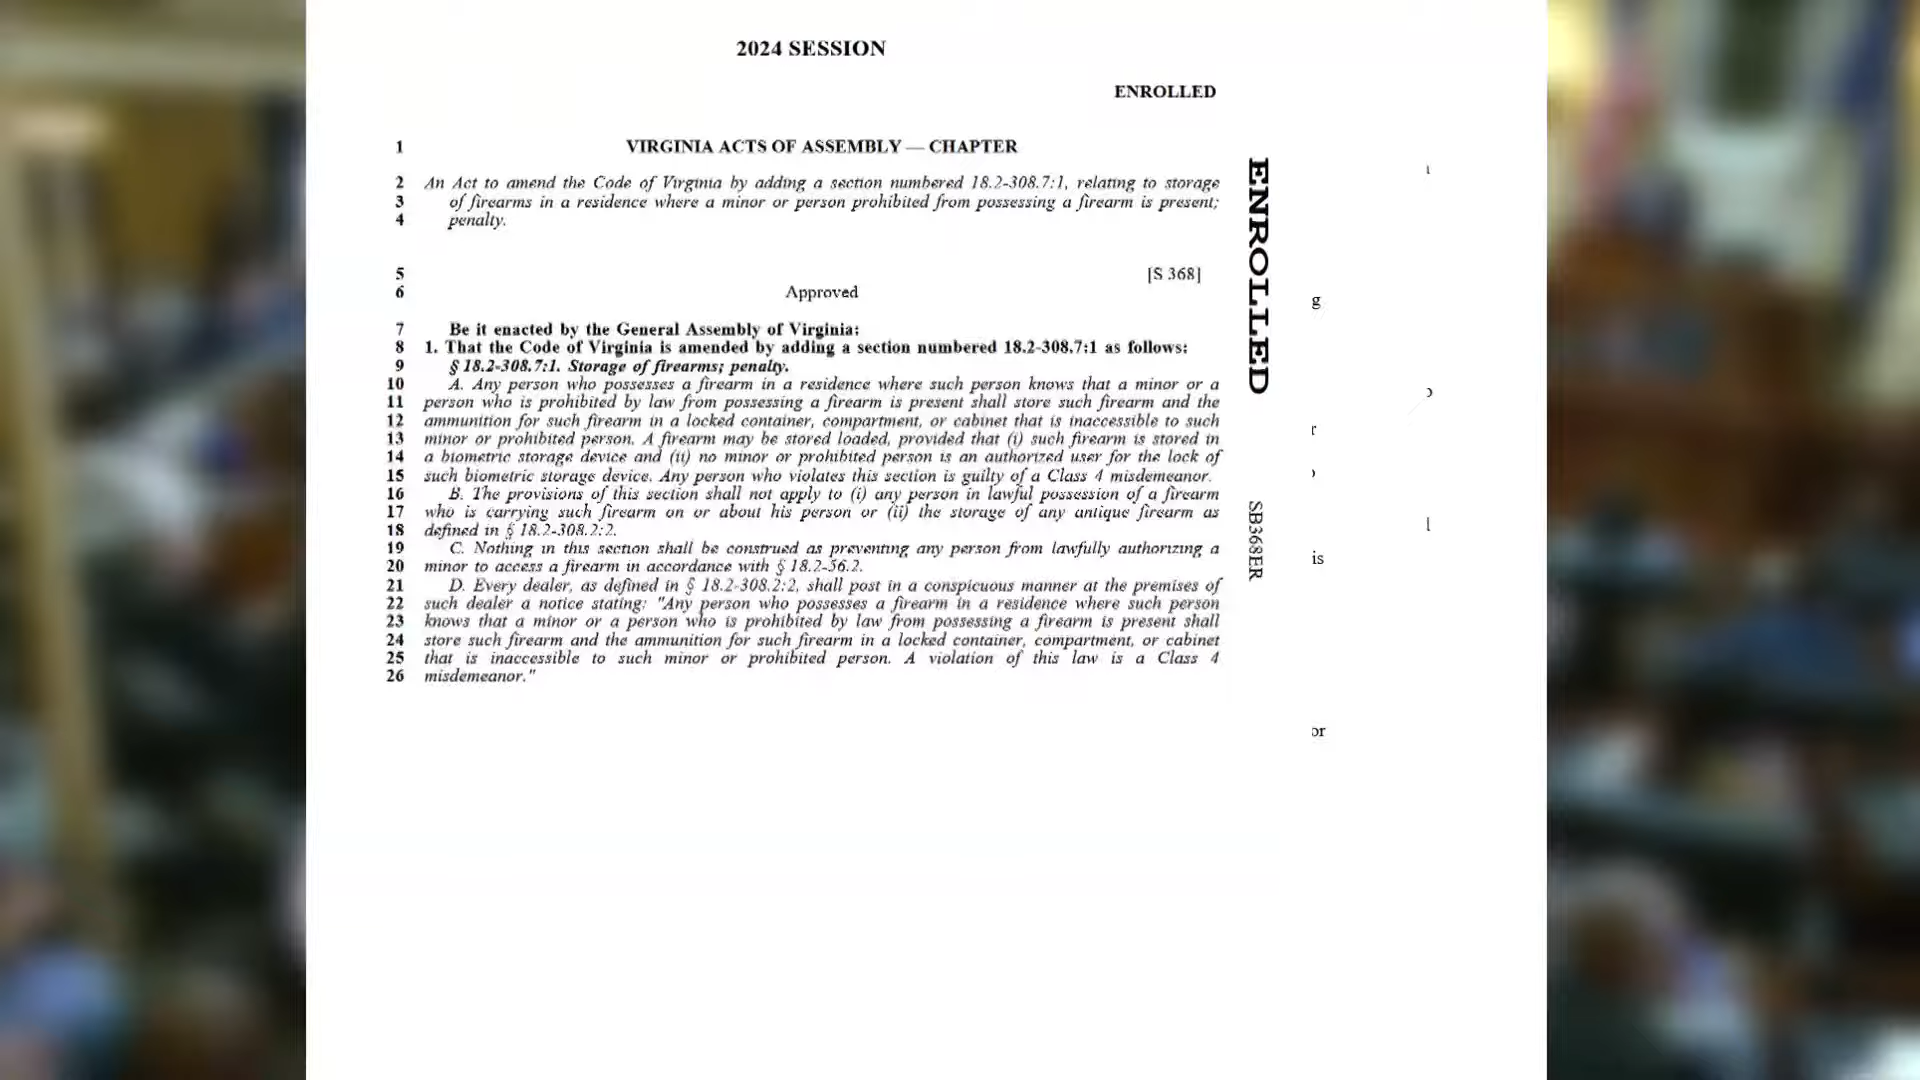 2024 SESSION
ENROLLED
1 VIRGINIA ACTS OF ASSEMBLY — CHAPTER
2 An Act to amend the Code of Virginia by adding a section numbered 18.2-308.7:1, relating to storage
3 of firearms in a residence where a minor or person prohibited from possessing a firearm is present;
4 penalty.
5 [S 368]
6 Approved
7 Be it enacted by the General Assembly of Virginia:
8 1. That the Code of Virginia is amended by adding a section numbered 18.2-308.7:1 as follows:
9 § 18.2-308.7:1. Storage of firearms; penalty.
10 A. Any person who possesses a firearm in a residence where such person knows that a minor or a
11 person who is prohibited by law from possessing a firearm is present shall store such firearm and the
12 ammunition for such firearm in a locked container, compartment, or cabinet that is inaccessible to such
13 minor or prohibited person. A firearm may be stored loaded, provided that (i) such firearm is stored in
14 a biometric storage device and (ii) no minor or prohibited person is an authorized user for the lock of
15 such biometric storage device. Any person who violates this section is guilty of a Class 4 misdemeanor.
16 B. The provisions of this section shall not apply to (i) any person in lawful possession of a firearm
17 who is carrying such firearm on or about his person or (ii) the storage of any antique firearm as
18 defined in § 18.2-308.2:2.
19 C. Nothing in this section shall be construed as preventing any person from lawfully authorizing a
20 minor to access a firearm in accordance with § 18.2-56.2.
21 D. Every dealer, as defined in § 18.2-308.2:2, shall post in a conspicuous manner at the premises of
22 such dealer a notice stating: "Any person who possesses a firearm in a residence where such person
23 knows that a minor or a person who is prohibited by law from possessing a firearm is present shall
24 store such firearm and the ammunition for such firearm in a locked container, compartment, or cabinet
25 that is inaccessible to such minor or prohibited person. A violation of this law is a Class 4
26 misdemeanor."
ENROLLED
SB368ER
g
r
is
or